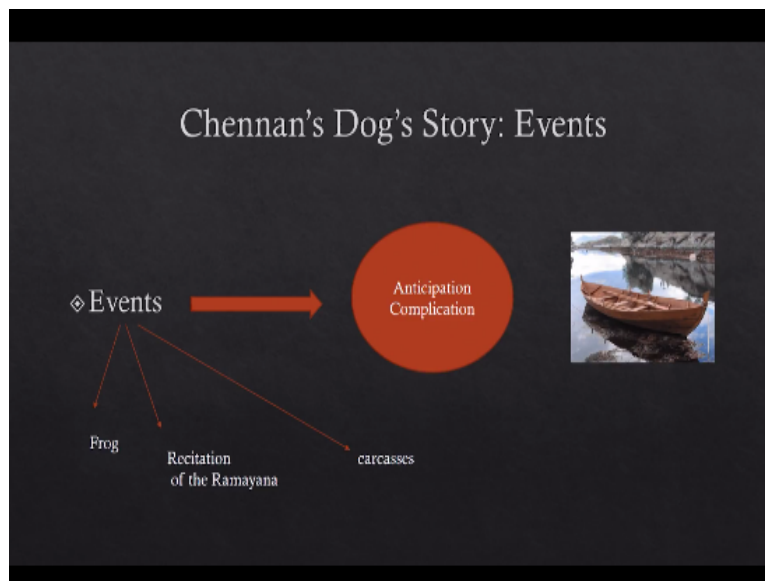 Chennan's Dog's Story: Events
Events
Anticipation
Complication
Frog
Recitation
of the Ramayana
carcasses